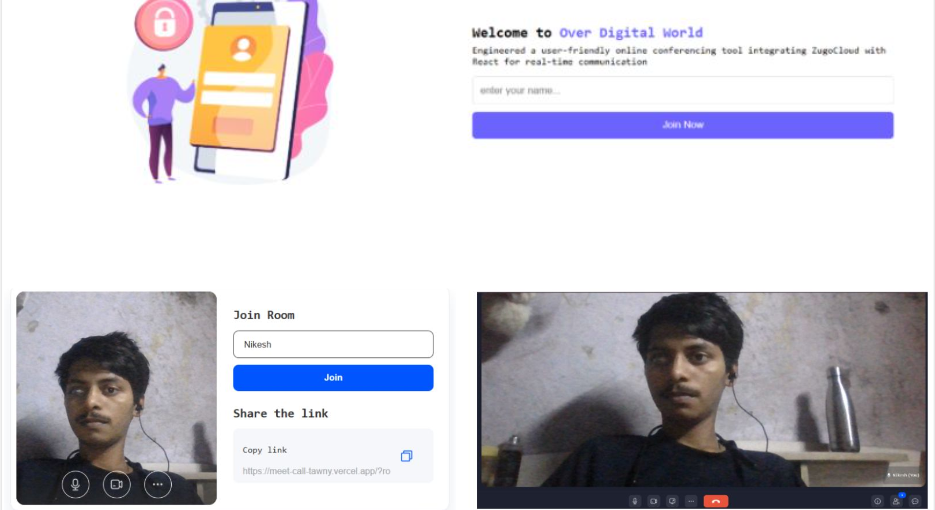 Welcome to Over Digital World
Engineered a user-friendly online conferencing tool integrating ZugoCloud with
React for real-time communication
enter your name...
Join Now
Join Room
Nikesh
Join
Share the link
Copy link
https://meet-call-tawny.vercel.app/?ro